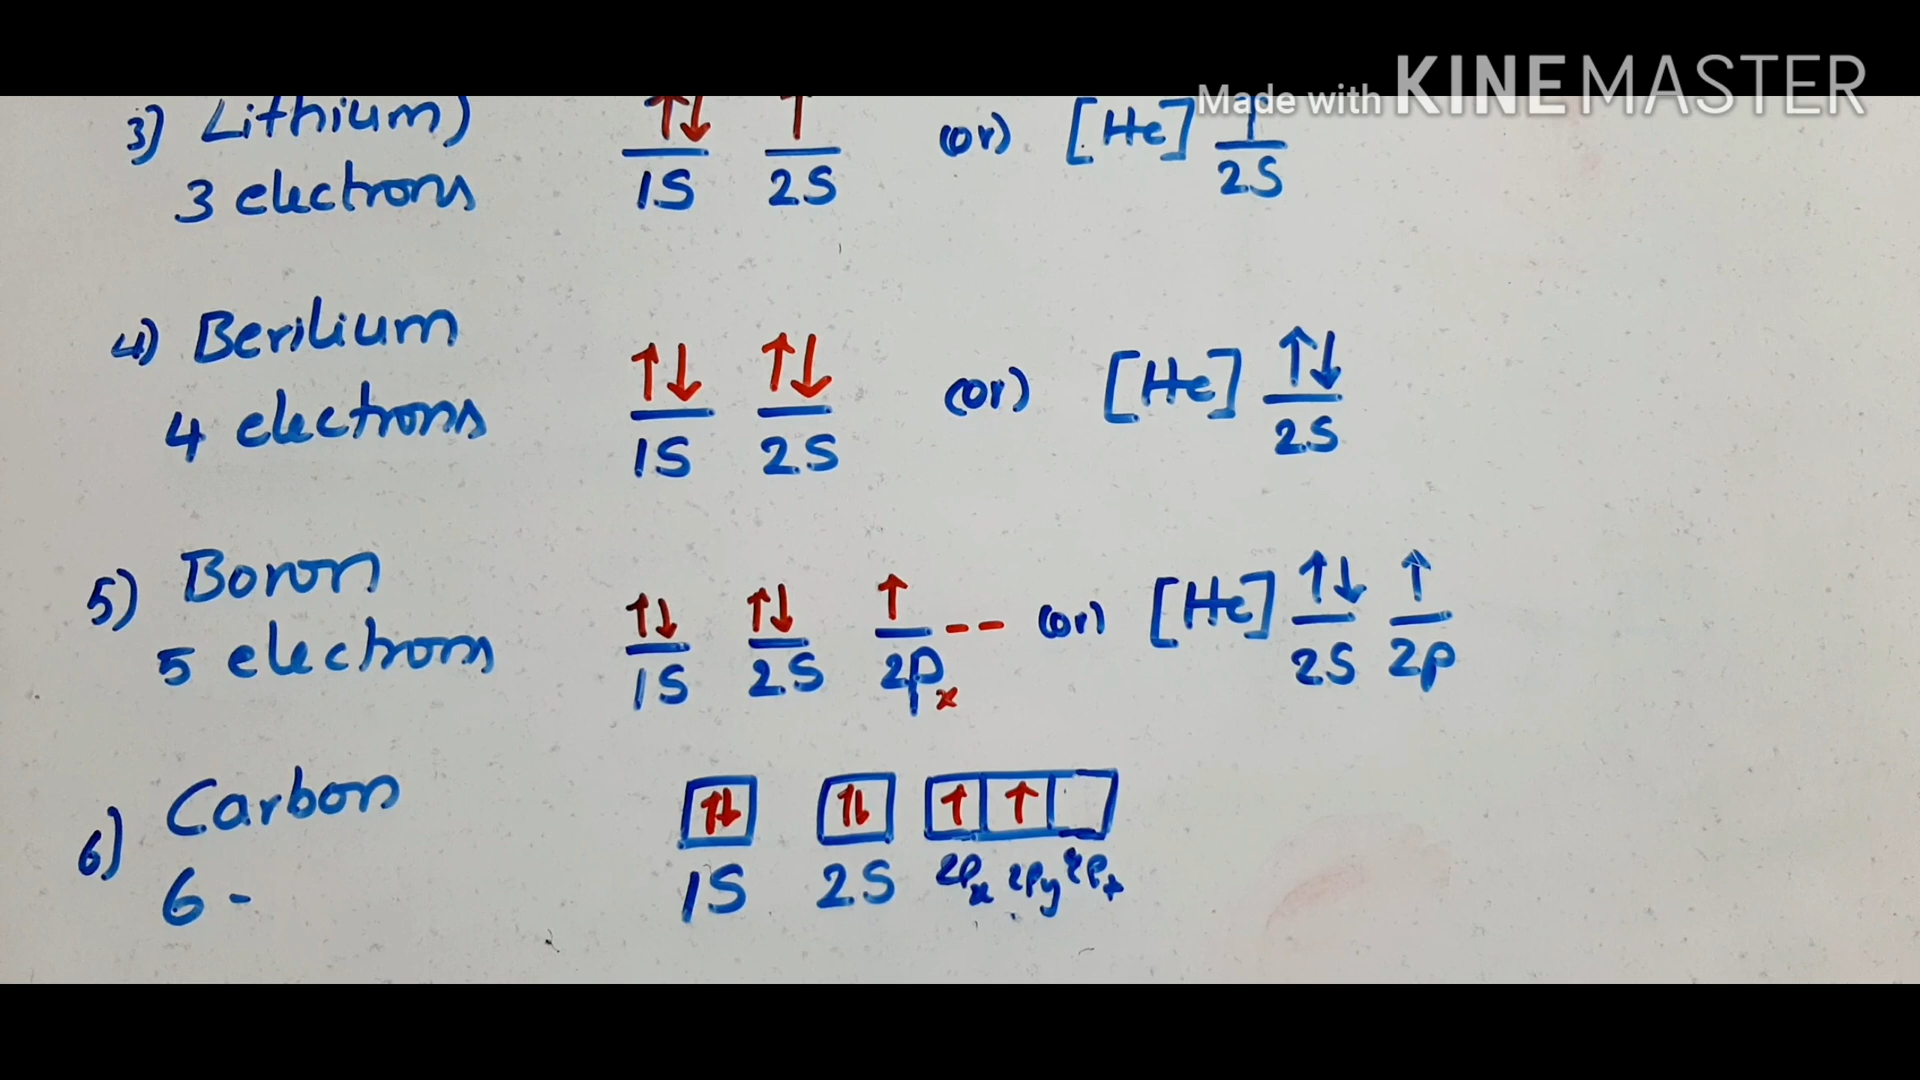 Made with KINEMASTER
3) Lithium) ↑↓ ↑ (or) [He] ↑
3 electrons 1S 2S 2S
4) Berilium ↑↓ ↑↓ (or) [He] ↑↓
4 electrons 1S 2S 2S
5) Boron ↑↓ ↑↓ ↑ -- (or) [He] ↑↓ ↑
5 electrons 1S 2S 2Px 2S 2P
6) Carbon ↑↓ ↑↓ ↑ ↑
6 - 1S 2S 2Px 2Py